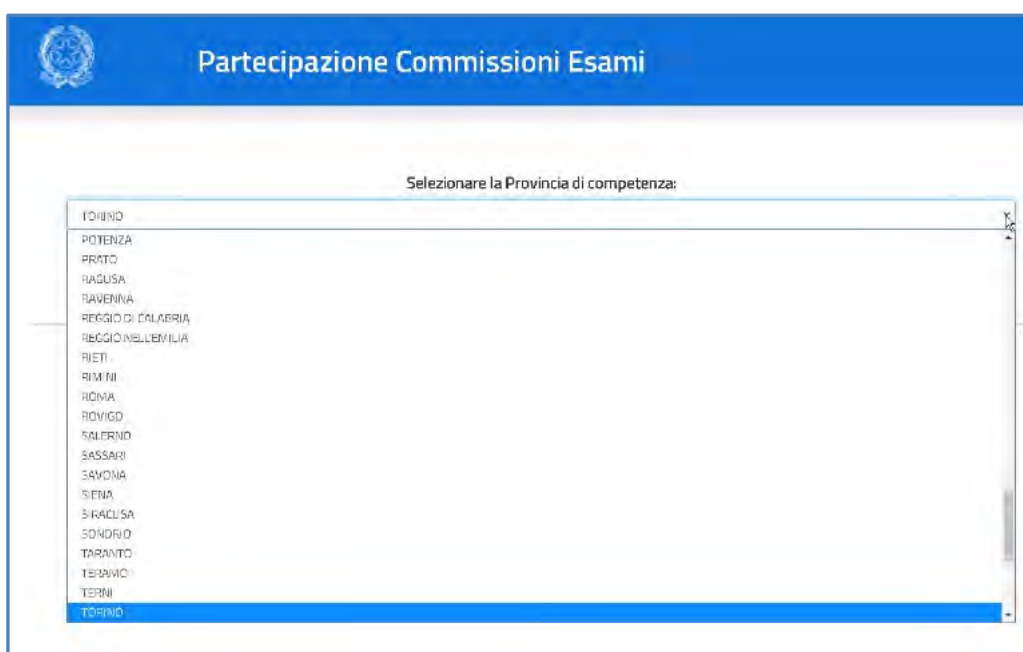 Partecipazione Commissioni Esami
Selezionare la Provincia di competenza:
TORINO
POTENZA
PRATO
RAGUSA
RAVENNA
REGGIO DI CALABRIA
REGGIO NELL'EMILIA
RIETI
RIMINI
ROMA
ROVIGO
SALERNO
SASSARI
SAVONA
SIENA
SIRACUSA
SONDRIO
TARANTO
TERAMO
TERNI
TORINO